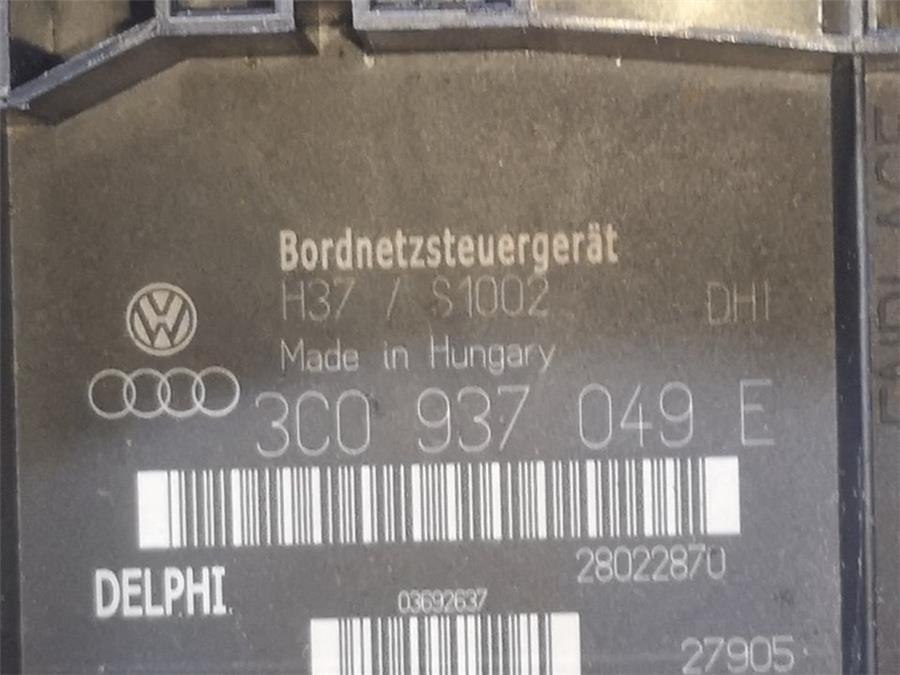 Bordnetzsteuergerät
H37 / S1002 DHI
Made in Hungary
3C0 937 049 E
28022870
DELPHI
03692637
27905